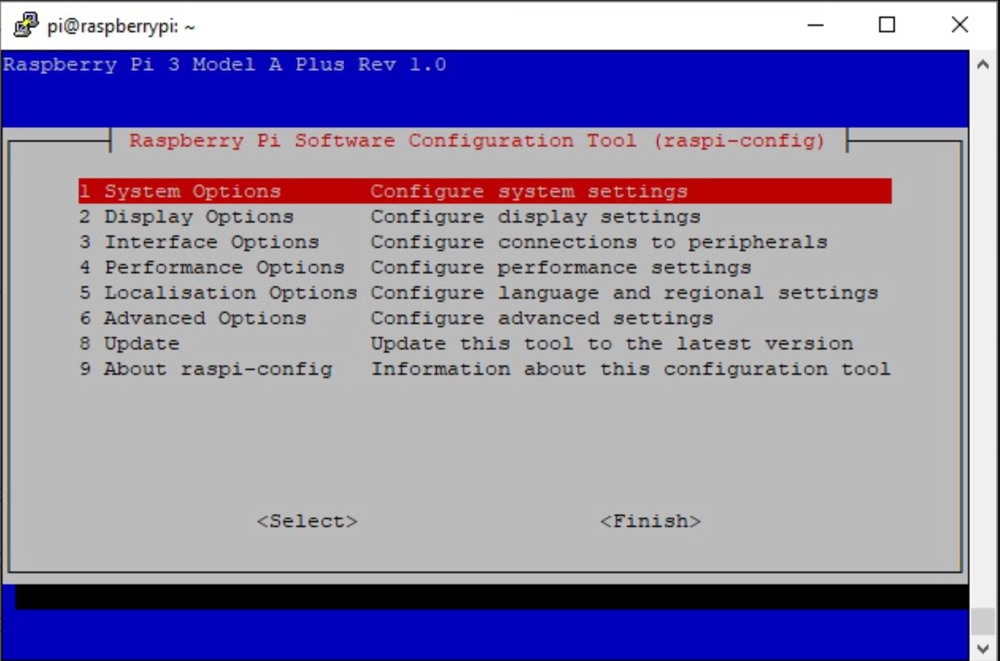 pi@raspberrypi: ~
Raspberry Pi 3 Model A Plus Rev 1.0
Raspberry Pi Software Configuration Tool (raspi-config)
1 System Options Configure system settings
2 Display Options Configure display settings
3 Interface Options Configure connections to peripherals
4 Performance Options Configure performance settings
5 Localisation Options Configure language and regional settings
6 Advanced Options Configure advanced settings
8 Update Update this tool to the latest version
9 About raspi-config Information about this configuration tool
<Select> <Finish>